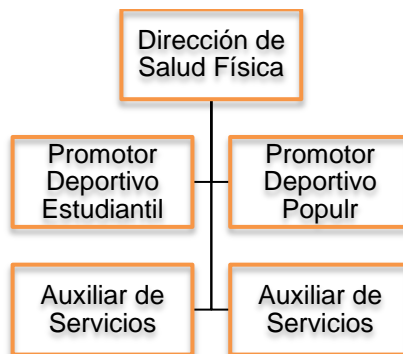 Dirección de
Salud Física
Promotor
Deportivo
Estudiantil
Promotor
Deportivo
Populr
Auxiliar de
Servicios
Auxiliar de
Servicios